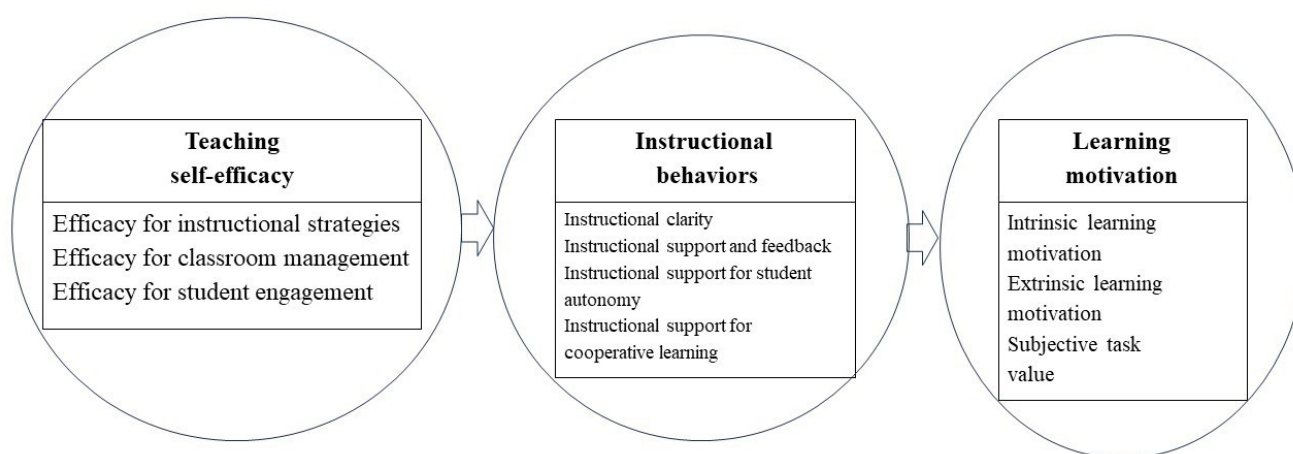 Teaching
self-efficacy
Efficacy for instructional strategies
Efficacy for classroom management
Efficacy for student engagement
Instructional
behaviors
Instructional clarity
Instructional support and feedback
Instructional support for student
autonomy
Instructional support for
cooperative learning
Learning
motivation
Intrinsic learning
motivation
Extrinsic learning
motivation
Subjective task
value